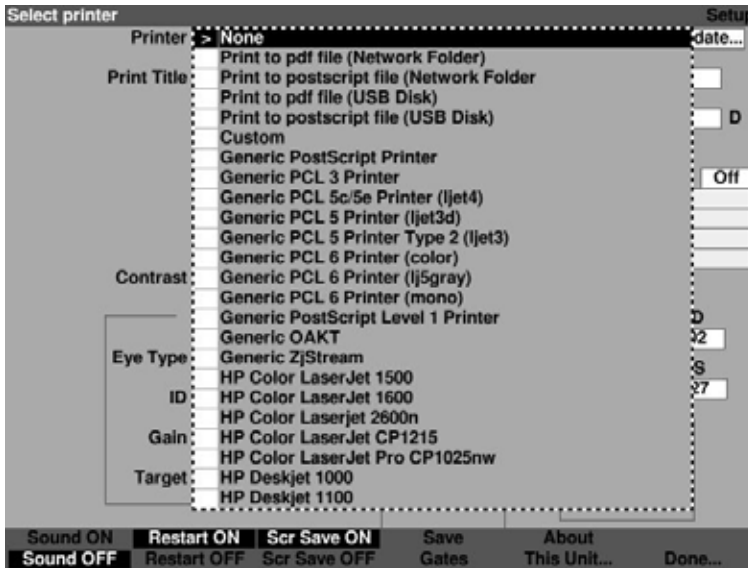 Select printer Setup
Printer > None date...
Print to pdf file (Network Folder)
Print Title Print to postscript file (Network Folder
Print to pdf file (USB Disk)
Print to postscript file (USB Disk) D
Custom
Generic PostScript Printer
Generic PCL 3 Printer Off
Generic PCL 5c/5e Printer (ljet4)
Generic PCL 5 Printer (ljet3d)
Generic PCL 5 Printer Type 2 (ljet3)
Generic PCL 6 Printer (color)
Contrast Generic PCL 6 Printer (lj5gray)
Generic PCL 6 Printer (mono)
Generic PostScript Level 1 Printer
Generic OAKT
Eye Type Generic ZjStream
HP Color LaserJet 1500
ID HP Color LaserJet 1600 27
HP Color Laserjet 2600n
Gain HP Color LaserJet CP1215
HP Color LaserJet Pro CP1025nw
Target HP Deskjet 1000
HP Deskjet 1100
Sound ON Restart ON Scr Save ON Save About
Sound OFF Restart OFF Scr Save OFF Gates This Unit... Done...